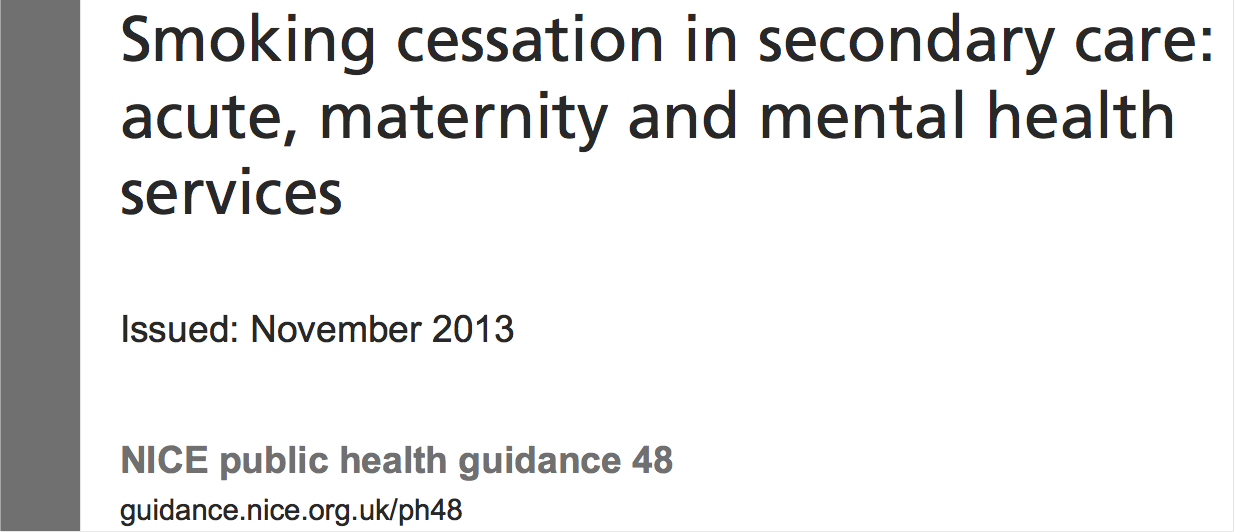 Smoking cessation in secondary care:
acute, maternity and mental health
services
Issued: November 2013
NICE public health guidance 48
guidance.nice.org.uk/ph48